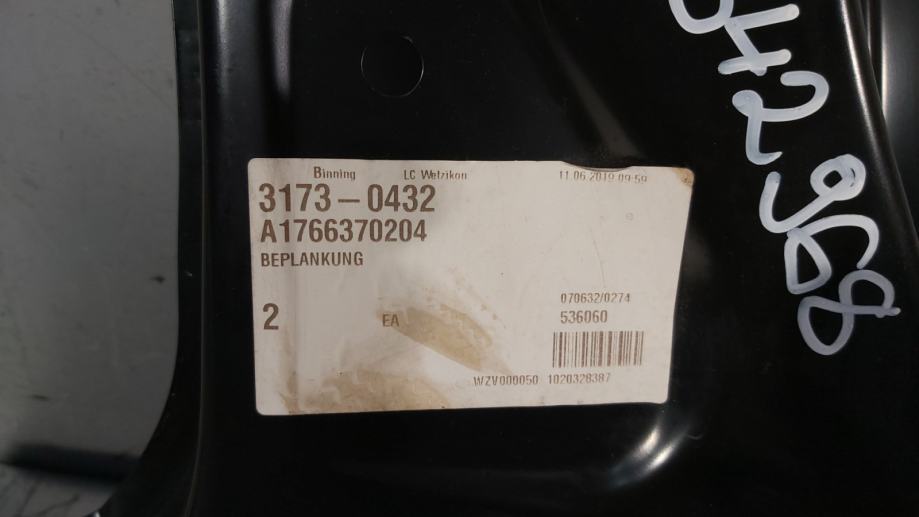 Binning LC Wetzikon 11.06.2019 09:59
3173-0432
A1766370204
BEPLANKUNG
070632/0274
2 EA 536060
WZV000050 1020328387